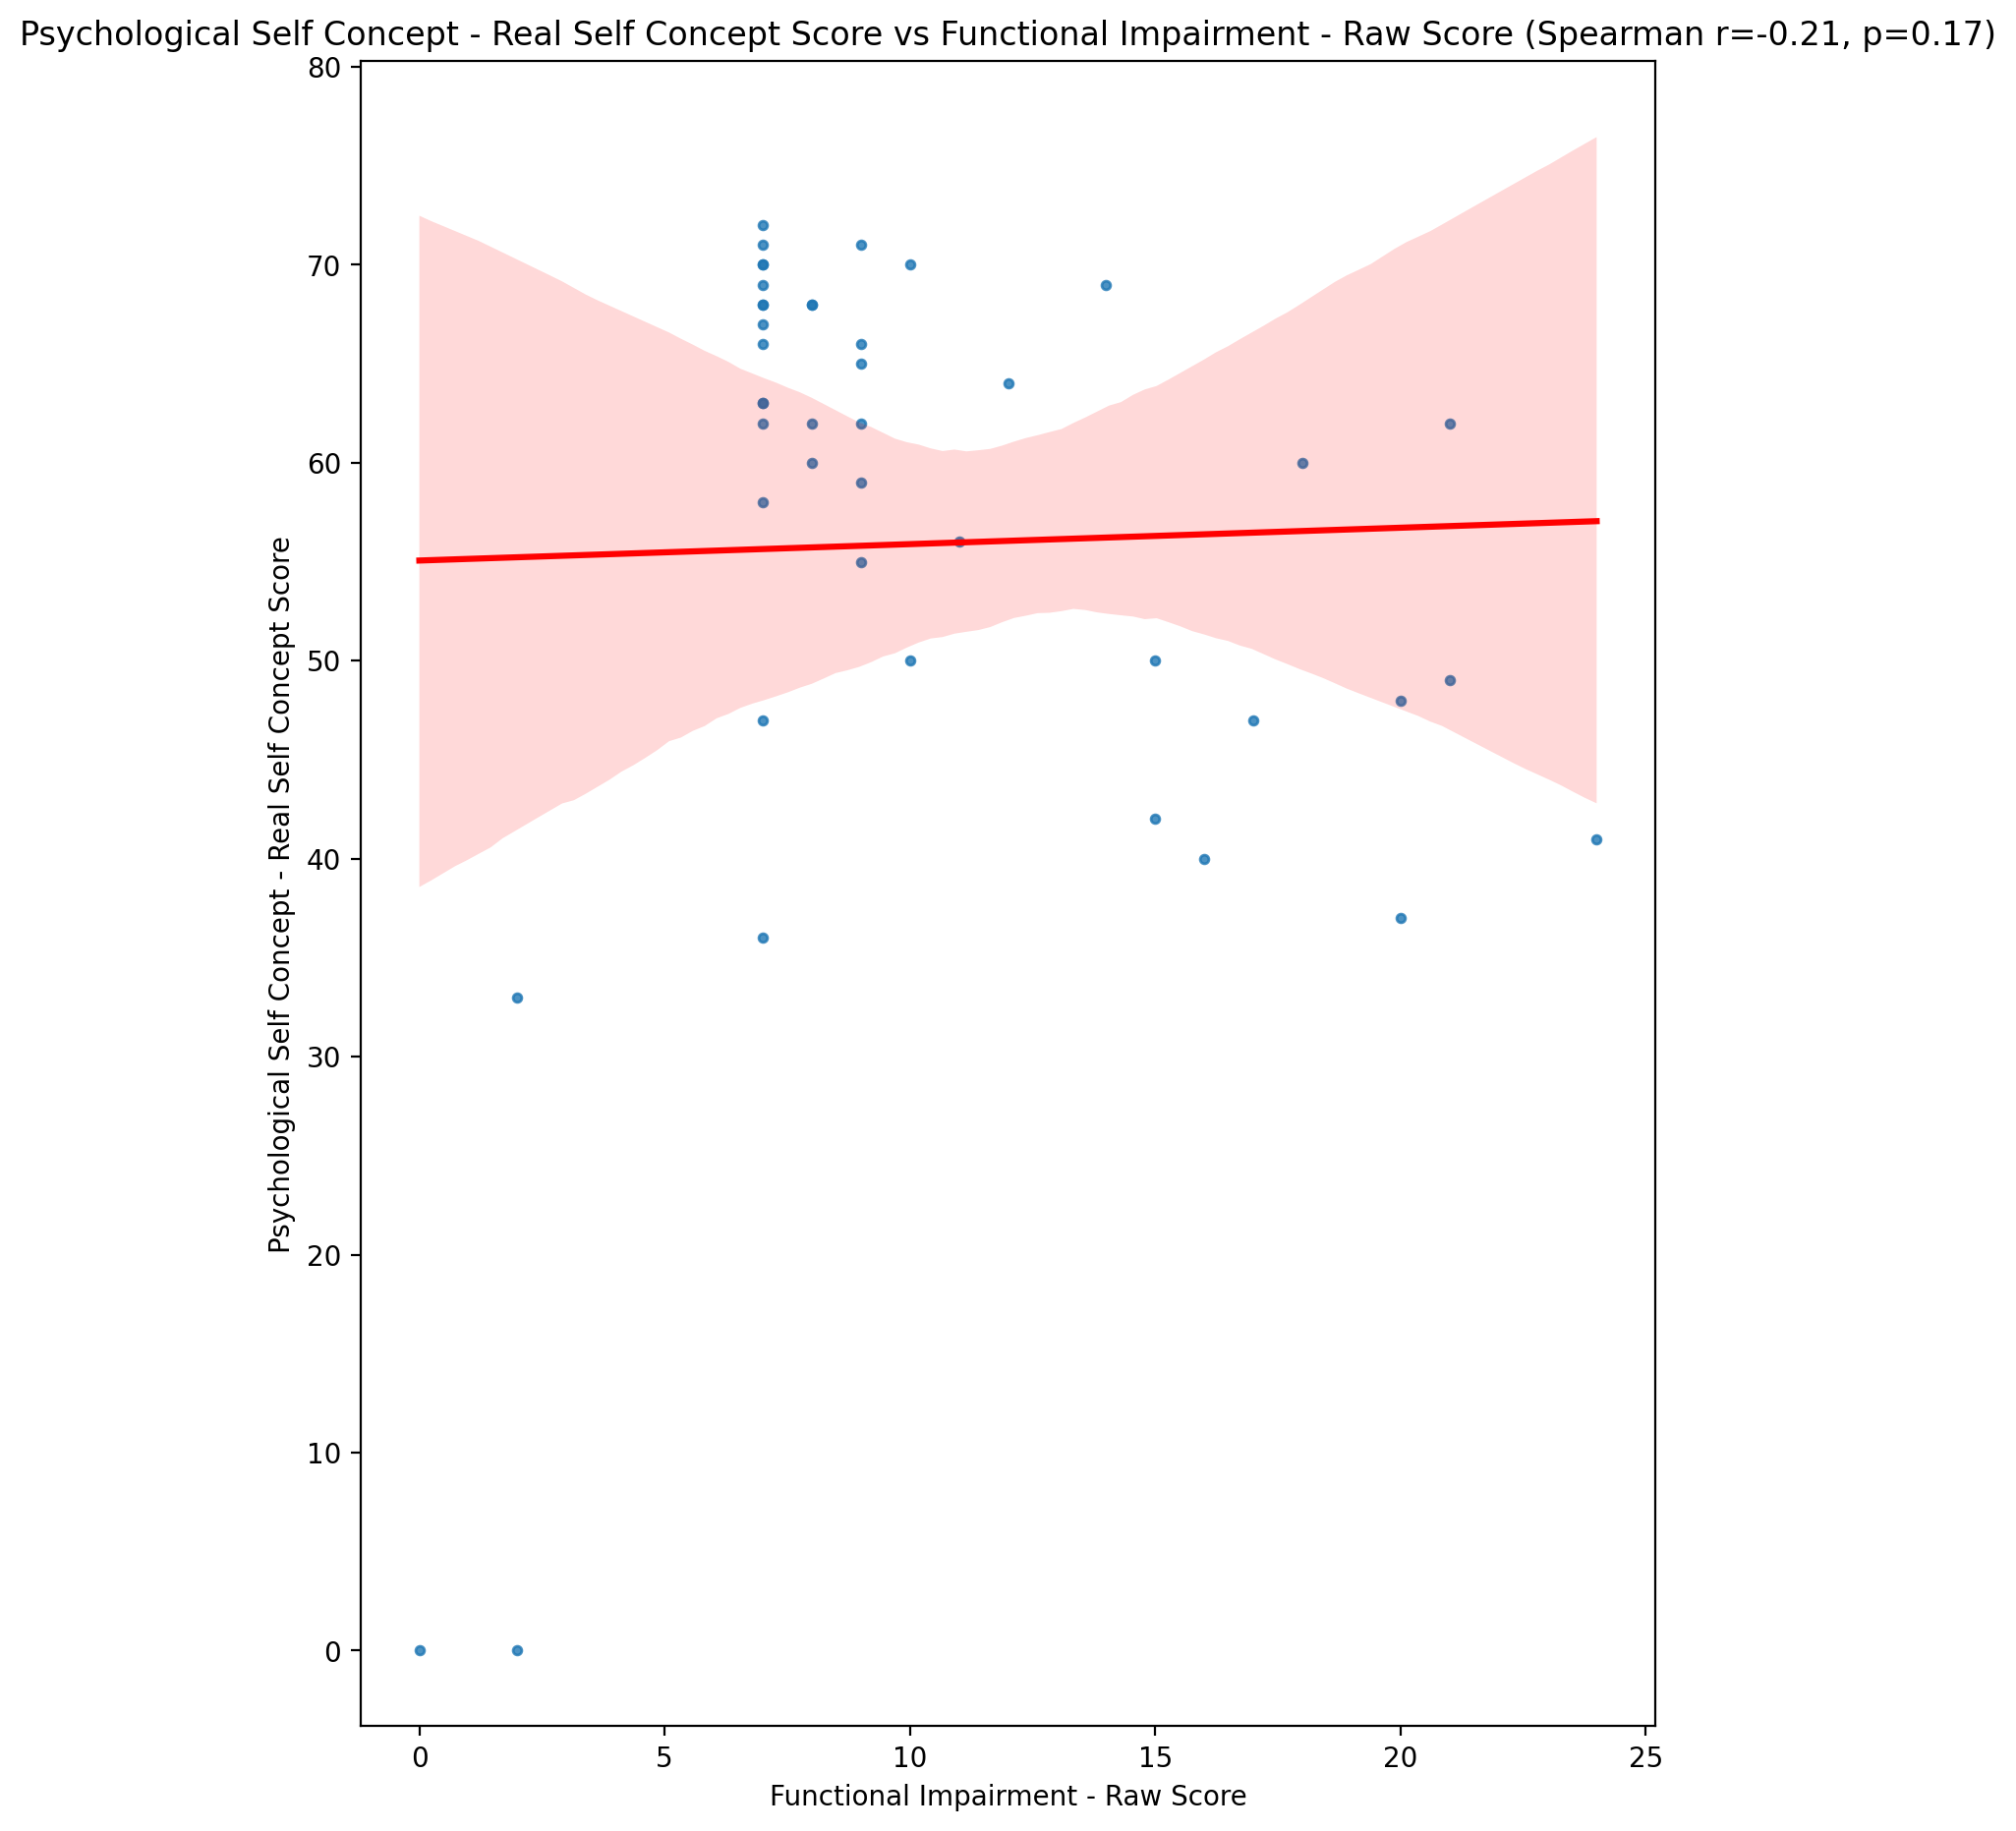 Psychological Self Concept - Real Self Concept Score vs Functional Impairment - Raw Score (Spearman r=-0.21, p=0.17)
80
70
60
50
40
30
20
10
0
Psychological Self Concept - Real Self Concept Score
0 5 10 15 20 25
Functional Impairment - Raw Score